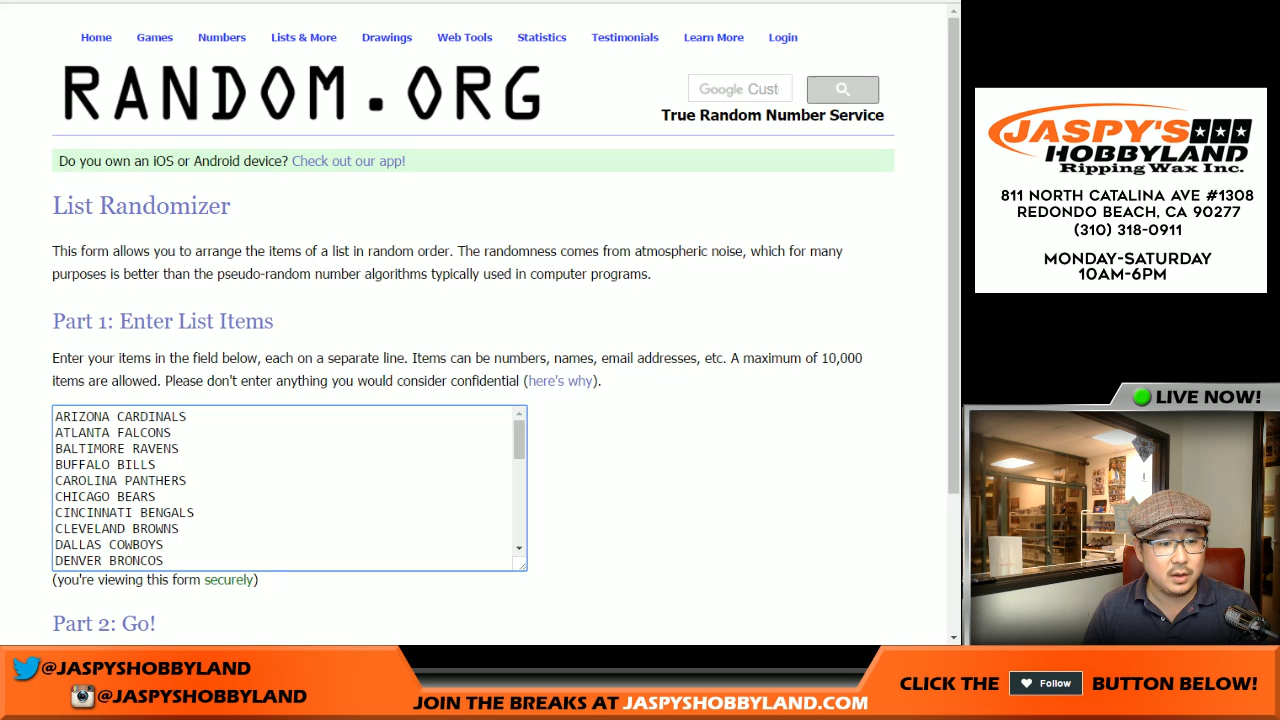 Home Games Numbers Lists & More Drawings Web Tools Statistics Testimonials Learn More Login
RANDOM.ORG
Google Cust
True Random Number Service
Do you own an iOS or Android device? Check out our app!
List Randomizer
This form allows you to arrange the items of a list in random order. The randomness comes from atmospheric noise, which for many
purposes is better than the pseudo-random number algorithms typically used in computer programs.
Part 1: Enter List Items
Enter your items in the field below, each on a separate line. Items can be numbers, names, email addresses, etc. A maximum of 10,000
items are allowed. Please don't enter anything you would consider confidential (here's why).
ARIZONA CARDINALS
ATLANTA FALCONS
BALTIMORE RAVENS
BUFFALO BILLS
CAROLINA PANTHERS
CHICAGO BEARS
CINCINNATI BENGALS
CLEVELAND BROWNS
DALLAS COWBOYS
DENVER BRONCOS
(you're viewing this form securely)
Part 2: Go!
JASPY'S
HOBBYLAND
Ripping Wax Inc.
811 NORTH CATALINA AVE #1308
REDONDO BEACH, CA 90277
(310) 318-0911
MONDAY-SATURDAY
10AM-6PM
LIVE NOW!
@JASPYSHOBBYLAND
@JASPYSHOBBYLAND
JOIN THE BREAKS AT JASPYSHOBBYLAND.COM
CLICK THE Follow BUTTON BELOW!